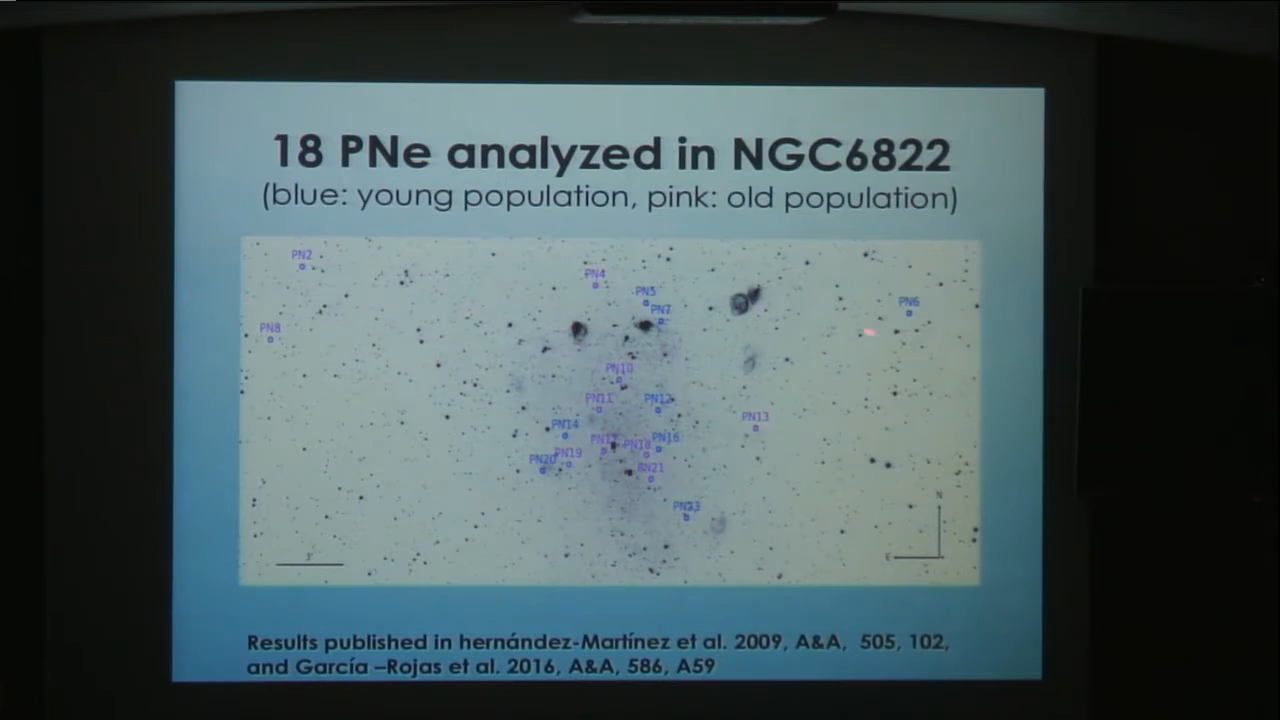 18 PNe analyzed in NGC6822
(blue: young population, pink: old population)
PN2
PN4
PN5
PN7
PN6
PN8
PN10
PN11
PN12
PN13
PN14
PN16
PN18
PN19
PN20
PN21
PN23
N
E
3'
Results published in hernández-Martínez et al. 2009, A&A, 505, 102,
and García –Rojas et al. 2016, A&A, 586, A59